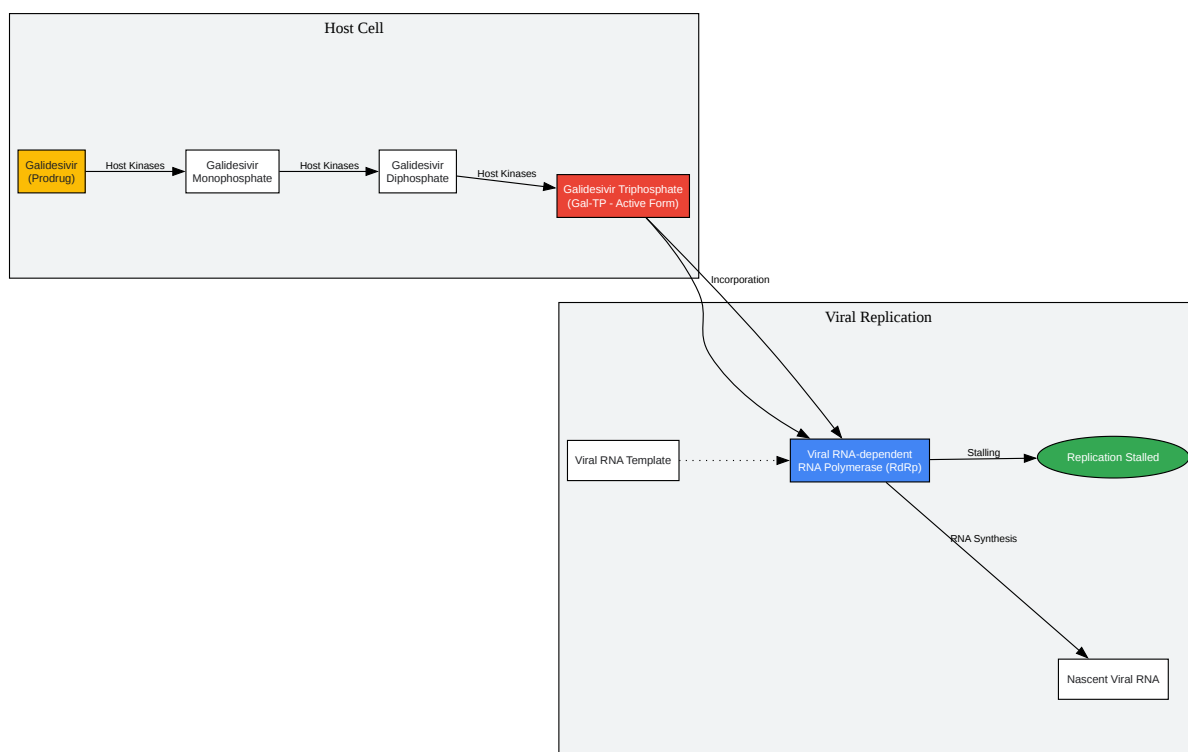 Host Cell
Galidesivir
(Prodrug)
Host Kinases
Galidesivir
Monophosphate
Host Kinases
Galidesivir
Diphosphate
Host Kinases
Galidesivir Triphosphate
(Gal-TP - Active Form)
Incorporation
Viral Replication
Viral RNA Template
Viral RNA-dependent
RNA Polymerase (RdRp)
Stalling
Replication Stalled
RNA Synthesis
Nascent Viral RNA